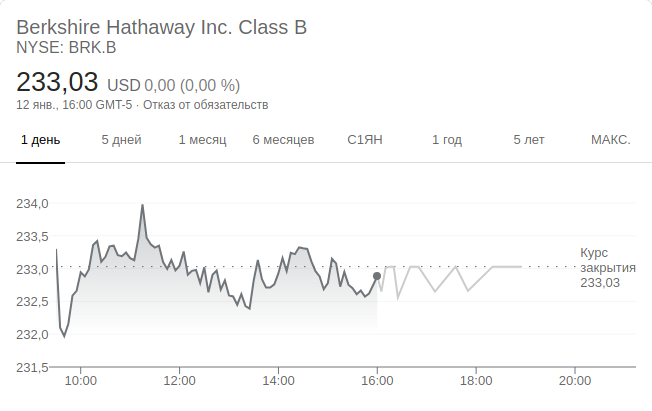 Berkshire Hathaway Inc. Class B
NYSE: BRK.B
233,03 USD 0,00 (0,00 %)
12 янв., 16:00 GMT-5 · Отказ от обязательств
1 день 5 дней 1 месяц 6 месяцев С1ЯН 1 год 5 лет МАКС.
234,0
233,5
233,0
232,5
232,0
231,5
Курс
закрытия
233,03
10:00 12:00 14:00 16:00 18:00 20:00